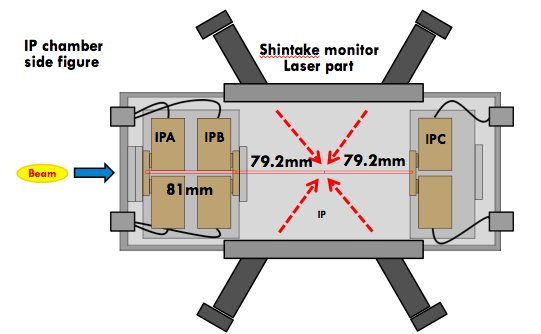 IP chamber
side figure
Shintake monitor
Laser part
IPA
IPB
IPC
79.2mm
79.2mm
Beam
81mm
IP